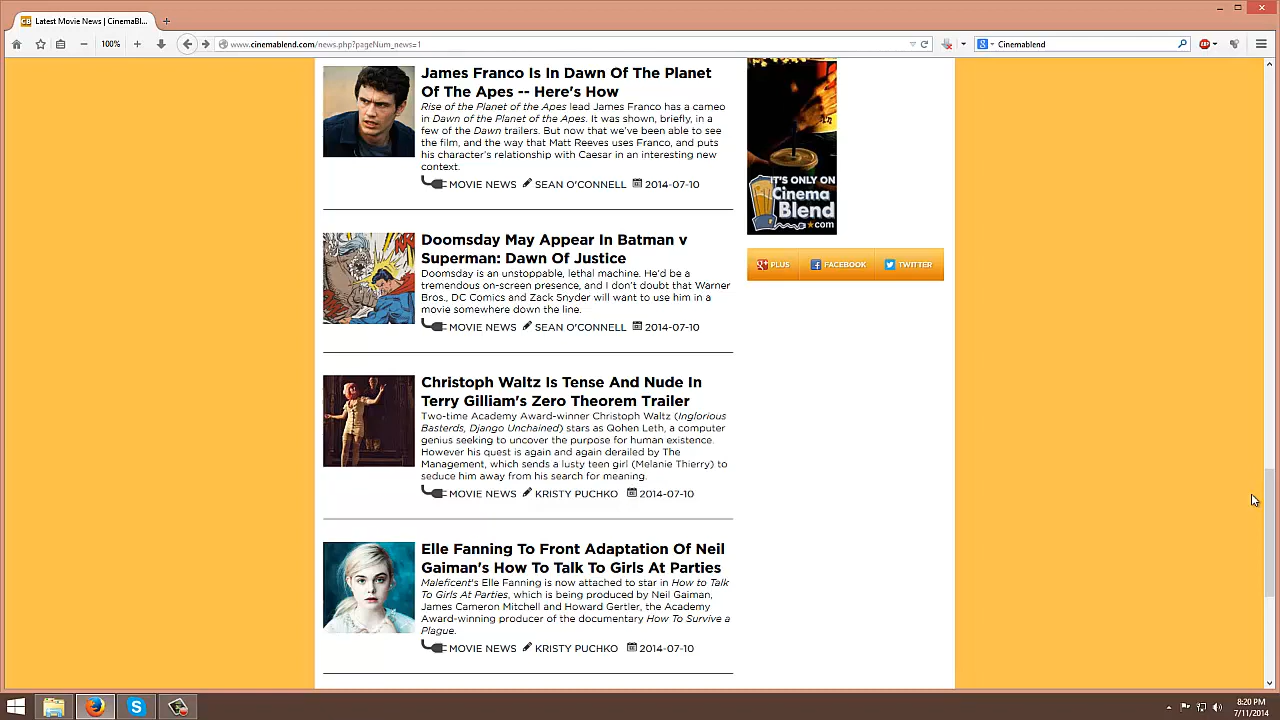 Latest Movie News | CinemaBl...
100%
www.cinemablend.com/news.php?pageNum_news=1
Cinemablend
James Franco Is In Dawn Of The Planet
Of The Apes -- Here's How
Rise of the Planet of the Apes lead James Franco has a cameo
in Dawn of the Planet of the Apes. It was shown, briefly, in a
few of the Dawn trailers. But now that we've been able to see
the film, and the way that Matt Reeves uses Franco, and puts
his character's relationship with Caesar in an interesting new
context.
MOVIE NEWS SEAN O'CONNELL 2014-07-10
Doomsday May Appear In Batman v
Superman: Dawn Of Justice
Doomsday is an unstoppable, lethal machine. He'd be a
tremendous on-screen presence, and I don't doubt that Warner
Bros., DC Comics and Zack Snyder will want to use him in a
movie somewhere down the line.
MOVIE NEWS SEAN O'CONNELL 2014-07-10
Christoph Waltz Is Tense And Nude In
Terry Gilliam's Zero Theorem Trailer
Two-time Academy Award-winner Christoph Waltz (Inglorious
Basterds, Django Unchained) stars as Qohen Leth, a computer
genius seeking to uncover the purpose for human existence.
However his quest is again and again derailed by The
Management, which sends a lusty teen girl (Melanie Thierry) to
seduce him away from his search for meaning.
MOVIE NEWS KRISTY PUCHKO 2014-07-10
Elle Fanning To Front Adaptation Of Neil
Gaiman's How To Talk To Girls At Parties
Maleficent's Elle Fanning is now attached to star in How to Talk
To Girls At Parties, which is being produced by Neil Gaiman,
James Cameron Mitchell and Howard Gertler, the Academy
Award-winning producer of the documentary How To Survive a
Plague.
MOVIE NEWS KRISTY PUCHKO 2014-07-10
IT'S ONLY ON
Cinema
Blend
.com
PLUS FACEBOOK TWITTER
8:20 PM
7/11/2014